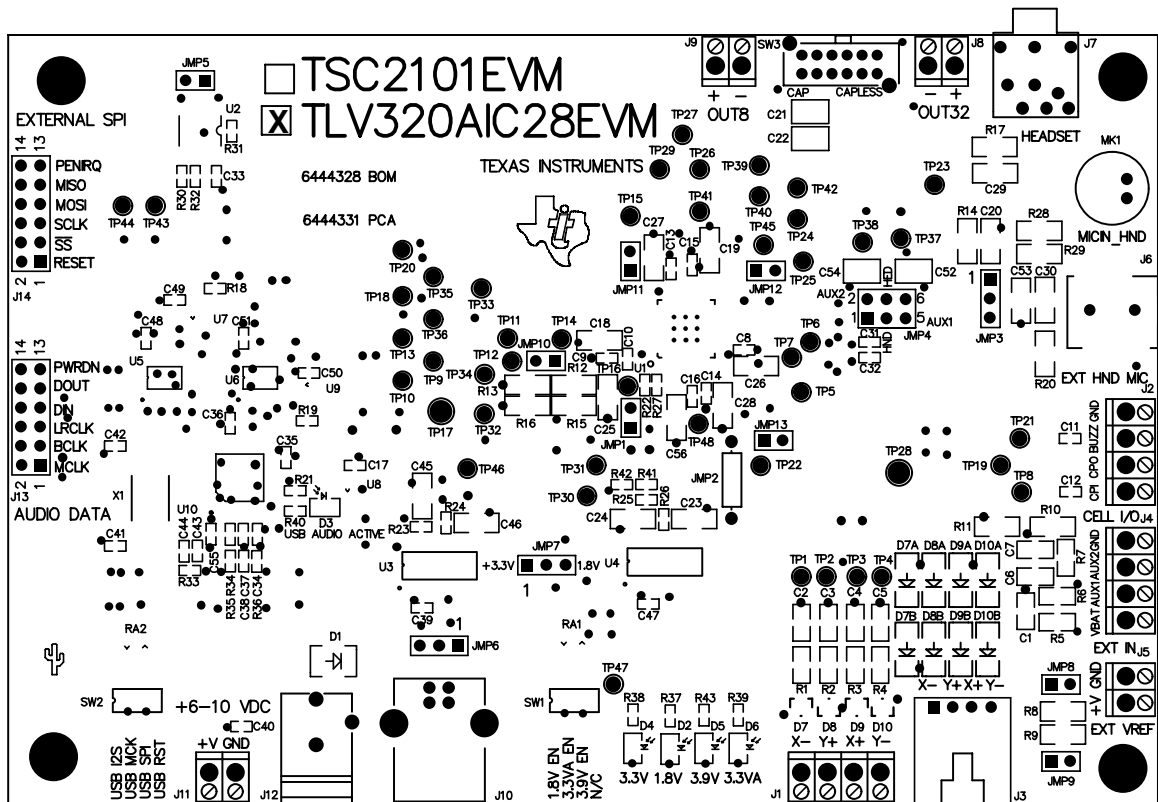 J9
SW3
J8
J7
JMP5
TSC2101EVM
X TLV320AIC28EVM
EXTERNAL SPI
U2
R31
+ -
OUT8
CAP
CAPLESS
- +
OUT32
HEADSET
C21
C22
TP27
R17
MK1
14 13
PENIRQ
MISO
MOSI
SCLK
SS
RESET
2 1
J14
TEXAS INSTRUMENTS
TP29
TP26
TP39
TP23
C29
R30
R32
C33
6444328 BOM
6444331 PCA
TP44
TP43
TP15
C27
TP41
TP40
TP42
TP45
TP24
TP38
TP37
R14
C20
R28
R29
MICIN_HND
C13
C15
C19
TP20
TP18
TP35
TP33
JMP11
JMP12
TP25
C54
HED
C52
C53
C30
J6
AUX2
2 6
1 5
AUX1
JMP4
HND
1
JMP3
R20
EXT HND MIC
C49
R18
C48
U7
C51
TP36
TP11
TP14
C18
C10
TP6
C31
C32
14 13
PWRDN
DOUT
DIN
LRCLK
BCLK
MCLK
2 1
J13
AUDIO DATA
U5
U6
C50
U9
TP13
TP9
TP34
TP12
JMP10
C9
R12
TP16
U1
C8
C26
TP7
TP5
TP10
R13
R22
R27
C16
C14
C28
C36
R19
TP17
TP32
R16
R15
C25
JMP1
C56
TP48
JMP13
J2
GND
BUZZ
CPO
CPI
CELL I/O
C42
C35
C17
U8
TP46
TP31
JMP2
TP22
TP28
TP21
TP19
TP8
C11
C12
X1
R21
R40
D3
USB AUDIO ACTIVE
C45
R23
R24
C46
TP30
R42
R41
R25
R26
C24
C23
R11
R10
J4
U10
C44
C43
C41
R33
C55
R35
R34
C38
C37
R36
C34
U3
+3.3V
JMP7
1.8V
1
U4
TP1
TP2
TP3
TP4
D7A
D8A
D9A
D10A
C7
R7
GND
AUX2
AUX1
VBAT
EXT IN
C6
R6
C2
C3
C4
C5
C1
R5
RA2
C39
1
JMP6
RA1
C47
D7B
D8B
D9B
D10B
X- Y+ X+ Y-
J5
D1
TP47
R1
R2
R3
R4
JMP8
GND
+V
EXT VREF
SW2
+6-10 VDC
C40
+V GND
SW1
R38
R37
R43
R39
D4
D2
D5
D6
3.3V
1.8V
3.9V
3.3VA
D7
D8
D9
D10
X-
Y+
X+
Y-
R8
R9
JMP9
USB I2S
USB MCK
USB SPI
USB RST
J11
J12
J10
1.8V EN
3.3VA EN
3.9V EN
N/C
J1
J3